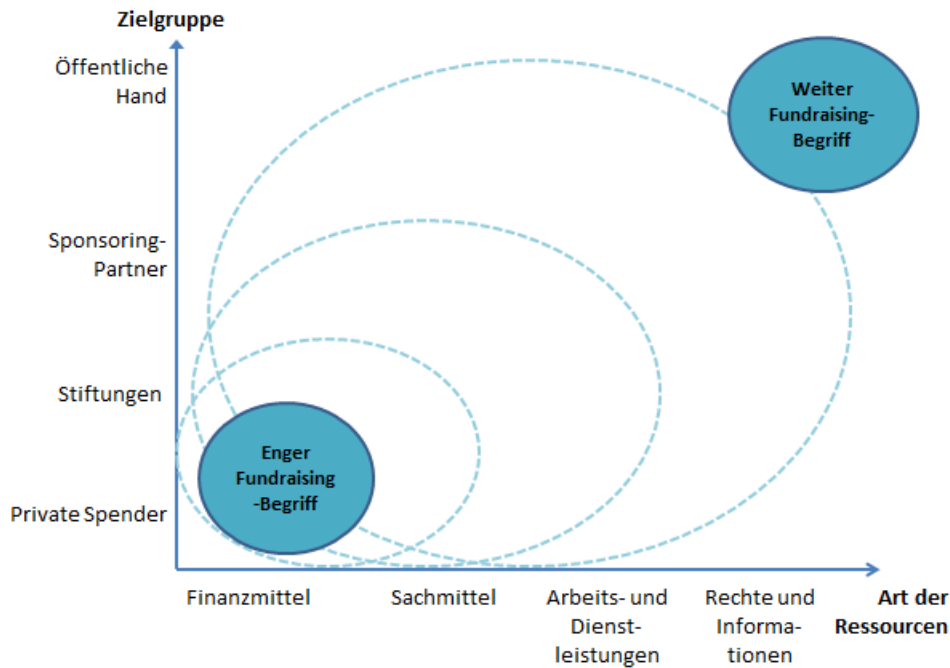 Zielgruppe
Öffentliche
Hand
Weiter
Fundraising-
Begriff
Sponsoring-
Partner
Stiftungen
Enger
Fundraising
-Begriff
Private Spender
Finanzmittel
Sachmittel
Arbeits- und
Dienst-
leistungen
Rechte und
Informa-
tionen
Art der
Ressourcen